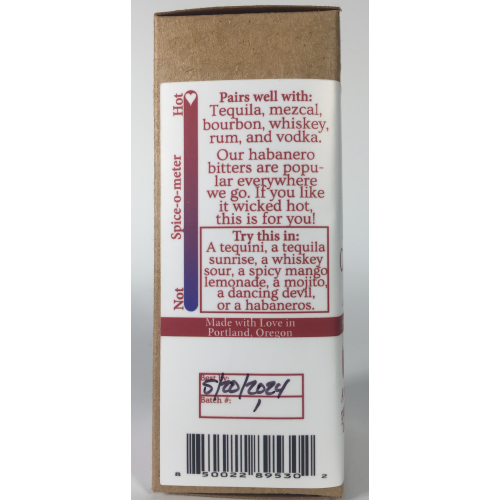 Hot
Spice-o-meter
Not
Pairs well with:
Tequila, mezcal,
bourbon, whiskey,
rum, and vodka.
Our habanero
bitters are popu-
lar everywhere
we go. If you like
it wicked hot,
this is for you!
Try this in:
A tequini, a tequila
sunrise, a whiskey
sour, a spicy mango
lemonade, a mojito,
a dancing devil,
or a habaneros.
Made with Love in
Portland, Oregon
Best by:
5/20/2024
Batch #:
1
8 50022 89530 2